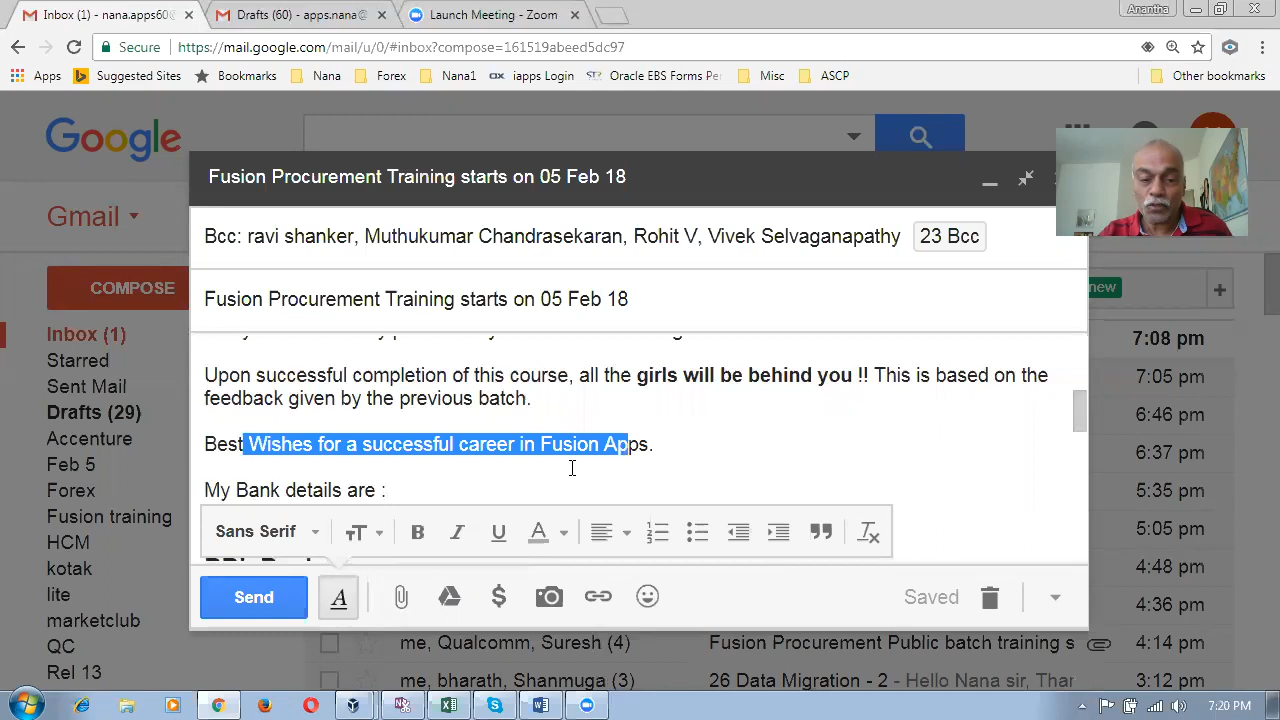 Inbox (1) - nana.apps60@
Drafts (60) - apps.nana@
Launch Meeting - Zoom
Anantha
Secure
https://mail.google.com/mail/u/0/#inbox?compose=161519abeed5dc97
Apps
Suggested Sites
Bookmarks
Nana
Forex
Nana1
iapps Login
Oracle EBS Forms Pe
Misc
ASCP
Other bookmarks
Google
Gmail
COMPOSE
Inbox (1)
Starred
Sent Mail
Drafts (29)
Accenture
Feb 5
Forex
Fusion training
HCM
kotak
lite
marketclub
QC
Rel 13
Fusion Procurement Training starts on 05 Feb 18
Bcc: ravi shanker, Muthukumar Chandrasekaran, Rohit V, Vivek Selvaganapathy
23 Bcc
Fusion Procurement Training starts on 05 Feb 18
Upon successful completion of this course, all the girls will be behind you !! This is based on the
feedback given by the previous batch.
Best Wishes for a successful career in Fusion Apps.
My Bank details are :
Sans Serif
Send
Saved
new
7:08 pm
7:05 pm
6:46 pm
6:37 pm
5:35 pm
5:05 pm
4:48 pm
4:36 pm
me, Qualcomm, Suresh (4)
Fusion Procurement Public batch training s
4:14 pm
me, bharath, Shanmuga (3)
26 Data Migration - 2 - Hello Nana sir, Thar
3:12 pm
7:20 PM